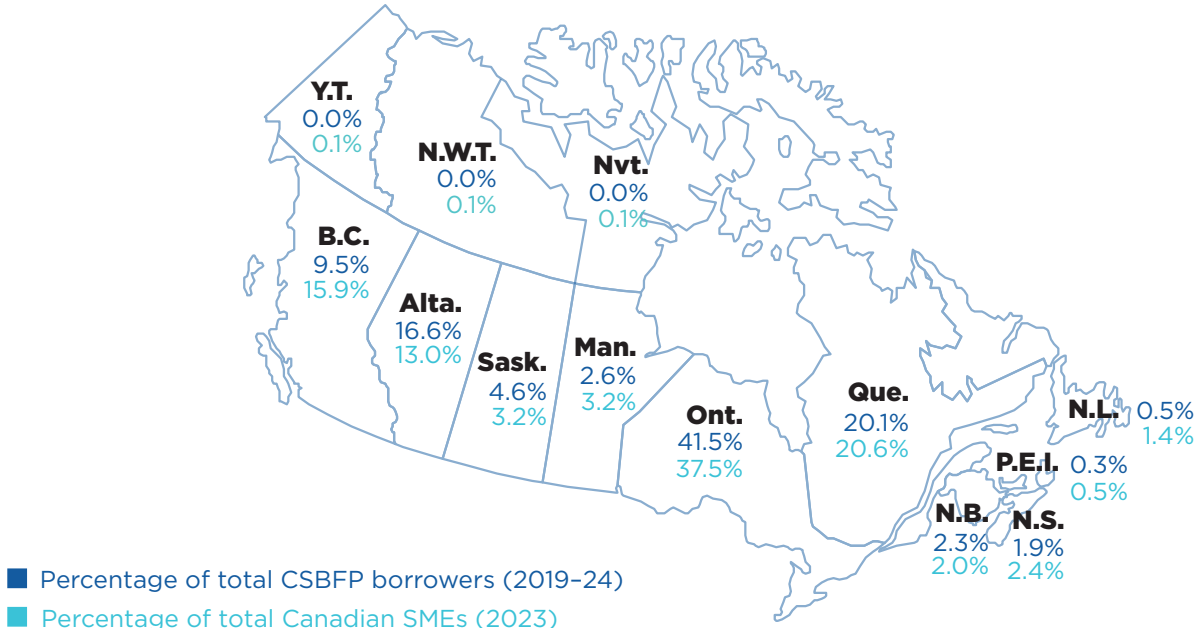 Y.T.
0.0%
0.1%
N.W.T.
0.0%
0.1%
Nvt.
0.0%
0.1%
B.C.
9.5%
15.9%
Alta.
16.6%
13.0%
Sask.
4.6%
3.2%
Man.
2.6%
3.2%
Ont.
41.5%
37.5%
Que.
20.1%
20.6%
N.L. 0.5%
1.4%
P.E.I. 0.3%
0.5%
N.B.
2.3%
2.0%
N.S.
1.9%
2.4%
Percentage of total CSBFP borrowers (2019–24)
Percentage of total Canadian SMEs (2023)